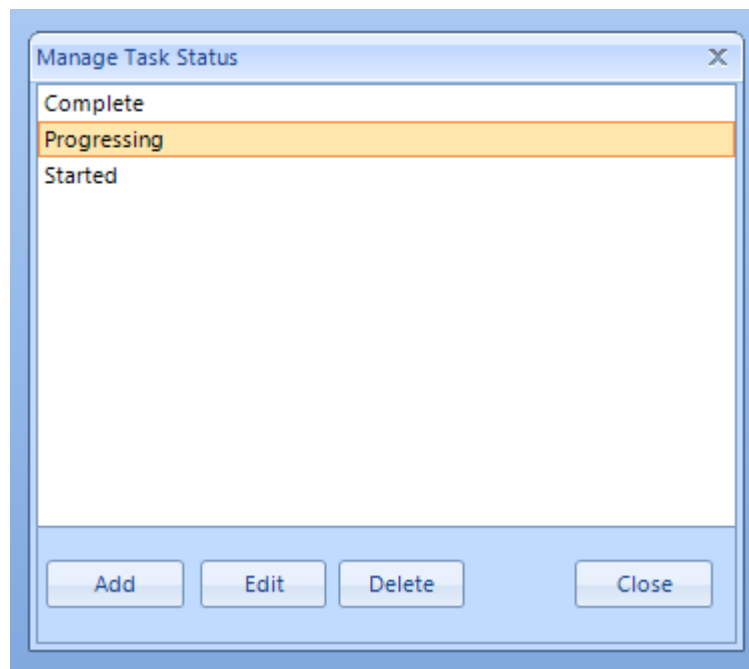 Manage Task Status
Complete
Progressing
Started
Add Edit Delete Close